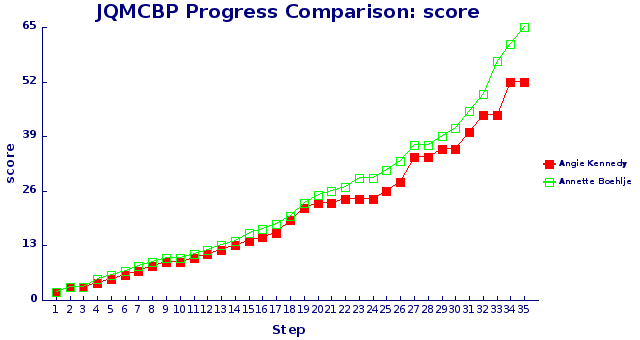 JQMCBP Progress Comparison: score
65
52
39
26
13
0
score
1 2 3 4 5 6 7 8 9 10 11 12 13 14 15 16 17 18 19 20 21 22 23 24 25 26 27 28 29 30 31 32 33 34 35
Step
Angie Kennedy
Annette Boehlje